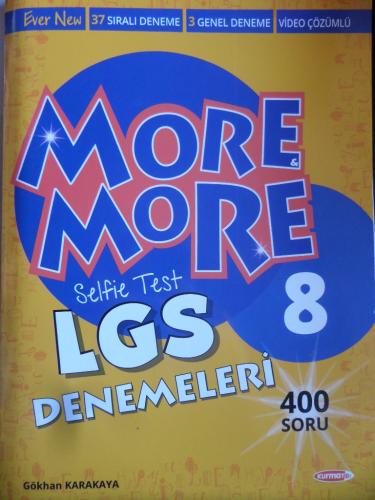 Ever New
37 SIRALI DENEME
3 GENEL DENEME
VİDEO ÇÖZÜMLÜ
MORE
&
MORE
Selfie Test
8
LGS
DENEMELERİ
400
SORU
Gökhan KARAKAYA
kurmay